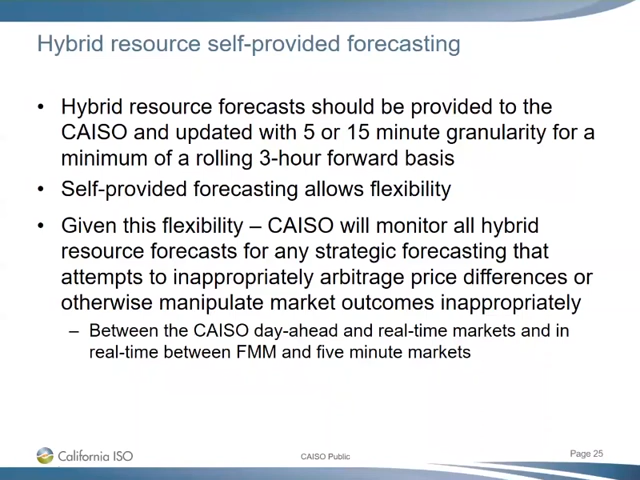 Hybrid resource self-provided forecasting
• Hybrid resource forecasts should be provided to the
CAISO and updated with 5 or 15 minute granularity for a
minimum of a rolling 3-hour forward basis
• Self-provided forecasting allows flexibility
• Given this flexibility – CAISO will monitor all hybrid
resource forecasts for any strategic forecasting that
attempts to inappropriately arbitrage price differences or
otherwise manipulate market outcomes inappropriately
– Between the CAISO day-ahead and real-time markets and in
real-time between FMM and five minute markets
California ISO
CAISO Public
Page 25